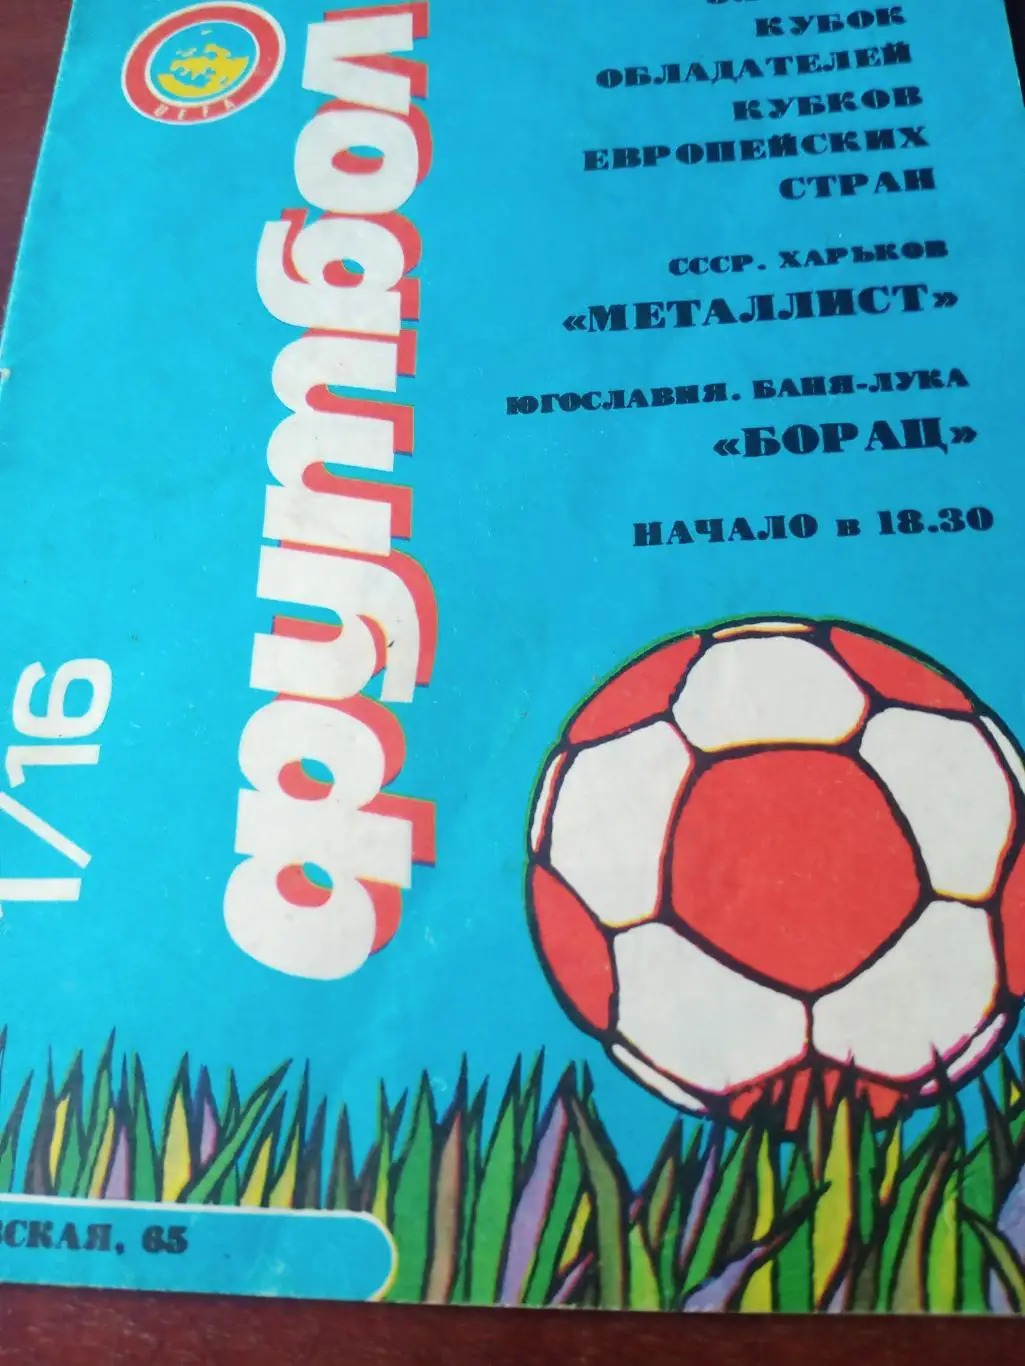 UEFA
КУБОК
ОБЛАДАТЕЛЕЙ
КУБКОВ
ЕВРОПЕЙСКИХ
СТРАН
СССР. ХАРЬКОВ
«МЕТАЛЛИСТ»
ЮГОСЛАВИЯ. БАНЯ-ЛУКА
«БОРАЦ»
НАЧАЛО в 18.30
футбол
1/16
65